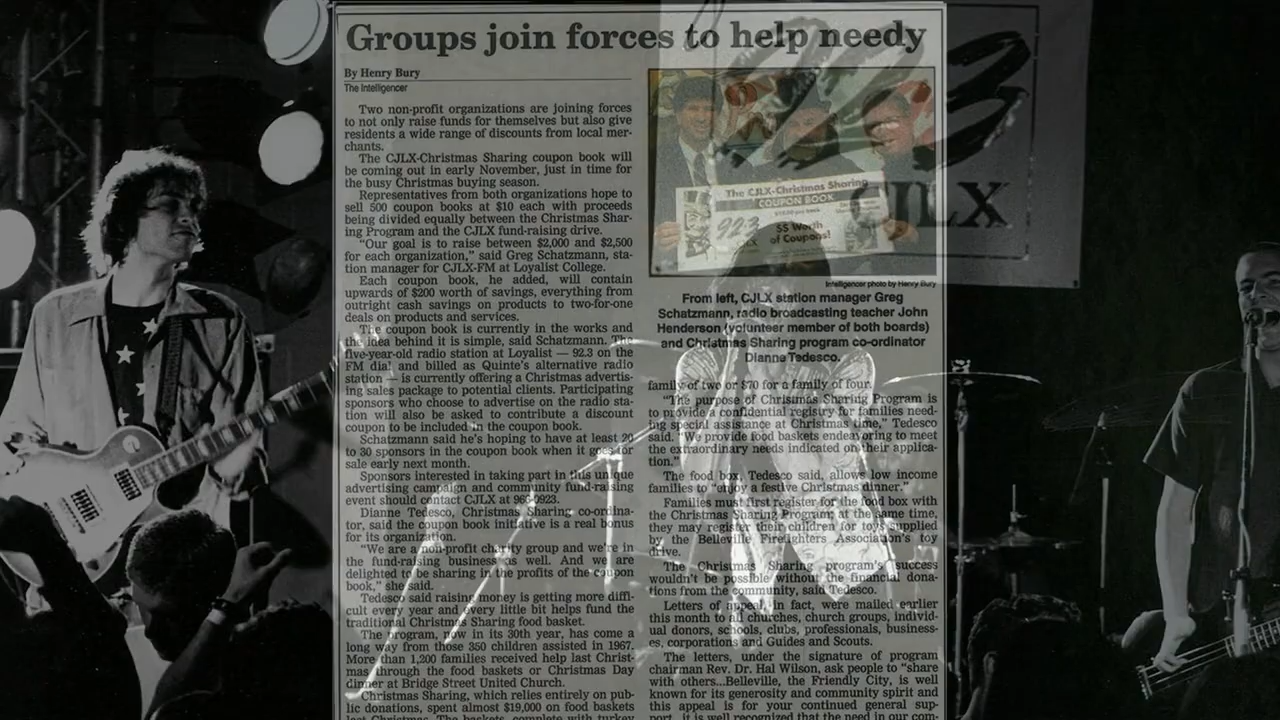 Groups join forces to help needy
By Henry Bury
The Intelligencer
Two non-profit organizations are joining forces
to not only raise funds for themselves but also give
residents a wide range of discounts from local mer-
chants.
The CJLX-Christmas Sharing coupon book will
be coming out in early November, just in time for
the busy Christmas buying season.
Representatives from both organizations hope to
sell 500 coupon books at $10 each with proceeds
being divided equally between the Christmas Shar-
ing Program and the CJLX fund-raising drive.
“Our goal is to raise between $2,000 and $2,500
for each organization,” said Greg Schatzmann, sta-
tion manager for CJLX-FM at Loyalist College.
Each coupon book, he added, will contain
upwards of $200 worth of savings, everything from
outright cash savings on products to two-for-one
deals on products and services.
The coupon book is currently in the works and
the idea behind it is simple, said Schatzmann. The
five-year-old radio station at Loyalist — 92.3 on the
FM dial and billed as Quinte's alternative radio
station — is currently offering a Christmas advertis-
ing sales package to potential clients. Participating
sponsors who choose to advertise on the radio sta-
tion will also be asked to contribute a discount
coupon to be included in the coupon book.
Schatzmann said he's hoping to have at least 20
to 30 sponsors in the coupon book when it goes for
sale early next month.
Sponsors interested in taking part in this unique
advertising campaign and community fund-raising
event should contact CJLX at 966-0923.
Dianne Tedesco, Christmas Sharing co-ordina-
tor, said the coupon book initiative is a real bonus
for its organization.
“We are a non-profit charity group and we're in
the fund-raising business as well. And we are
delighted to be sharing in the profits of the coupon
book,” she said.
Tedesco said raising money is getting more diffi-
cult every year and every little bit helps fund the
traditional Christmas Sharing food basket.
The program, now in its 30th year, has come a
long way from those 350 children assisted in 1967.
More than 1,200 families received help last Christ-
mas through the food baskets or Christmas Day
dinner at Bridge Street United Church.
Christmas Sharing, which relies entirely on pub-
lic donations, spent almost $19,000 on food baskets
last Christmas. The baskets, complete with turkey
The CJLX-Christmas Sharing
COUPON BOOK
923
$$ Worth
of Coupons!
CJLX
Intelligencer photo by Henry Bury
From left, CJLX station manager Greg
Schatzmann, radio broadcasting teacher John
Henderson (volunteer member of both boards)
and Christmas Sharing program co-ordinator
Dianne Tedesco.
family of two or $70 for a family of four.
“The purpose of Christmas Sharing Program is
to provide a confidential registry for families need-
ing special assistance at Christmas time,” Tedesco
said. “We provide food baskets endeavoring to meet
the extraordinary needs indicated on their applica-
tion.”
The food box, Tedesco said, allows low income
families to “enjoy a festive Christmas dinner.”
Families must first register for the food box with
the Christmas Sharing Program; at the same time,
they may register their children for toys supplied
by the Belleville Firefighters Association's toy
drive.
The Christmas Sharing program's success
wouldn't be possible without the financial dona-
tions from the community, said Tedesco.
Letters of appeal, in fact, were mailed earlier
this month to all churches, church groups, individ-
ual donors, schools, clubs, professionals, business-
es, corporations and Guides and Scouts.
The letters, under the signature of program
chairman Rev. Dr. Hal Wilson, ask people to “share
with others...Belleville, the Friendly City, is well
known for its generosity and community spirit and
this appeal is for your continued general sup-
port, it is well recognized that the need in our com-